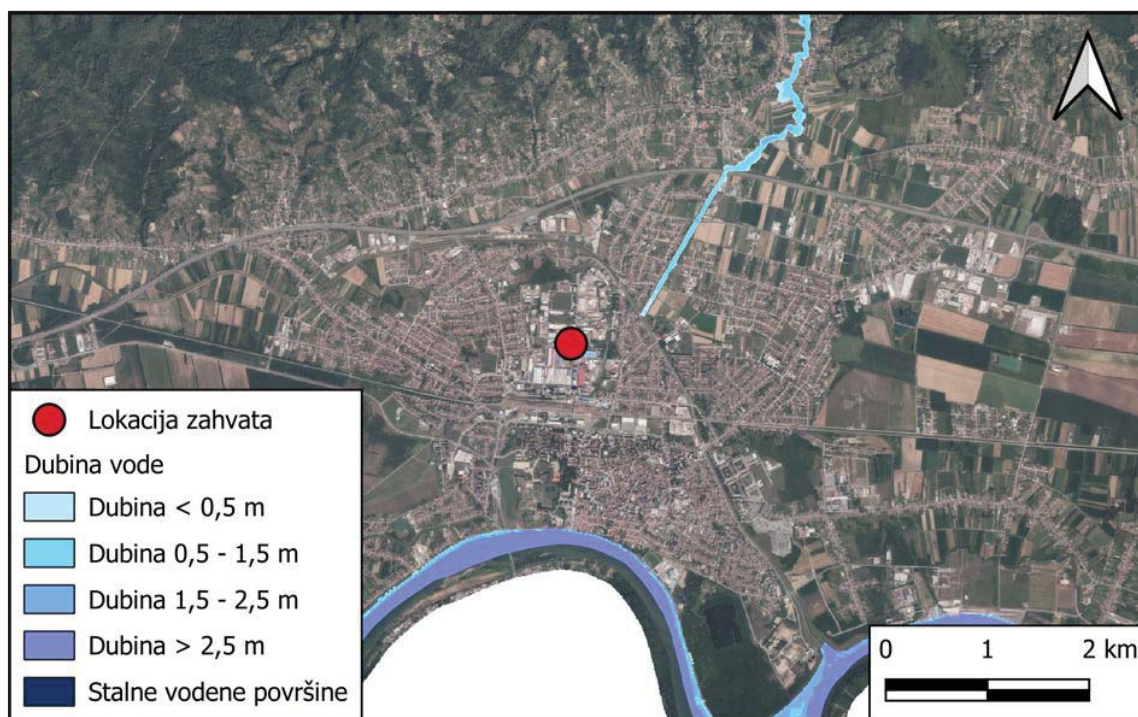 Lokacija zahvata
Dubina vode
Dubina < 0,5 m
Dubina 0,5 - 1,5 m
Dubina 1,5 - 2,5 m
Dubina > 2,5 m
Stalne vodene površine
0 1 2 km